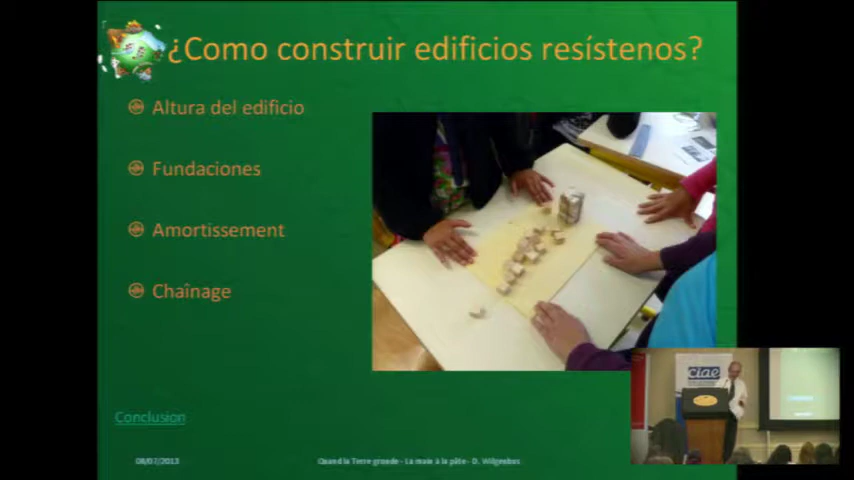 ¿Como construir edificios resístenos?
Altura del edificio
Fundaciones
Amortissement
Chaînage
Conclusion
08/07/2013
Quand la Terre gronde - La main à la pâte - D. Wilgenbus
ciae